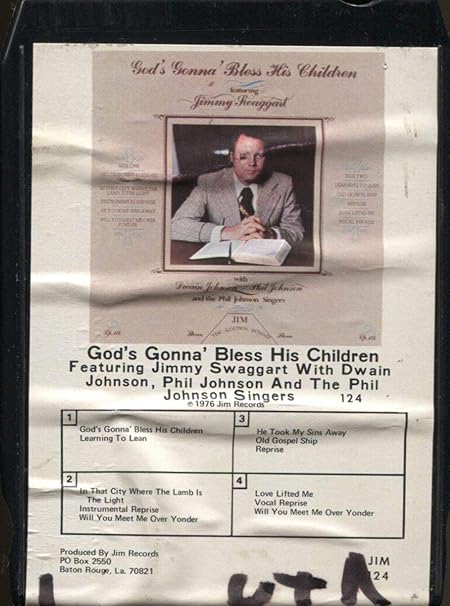 God's Gonna' Bless His Children
featuring
Jimmy Swaggart
with
Dwain Johnson Phil Johnson
and the Phil Johnson Singers
JIM
THE GOLDEN SOUND
Stereo
Stereo
God's Gonna' Bless His Children
Featuring Jimmy Swaggart With Dwain
Johnson, Phil Johnson And The Phil
Johnson Singers 124
© 1976 Jim Records
1
God's Gonna' Bless His Children
Learning To Lean
2
In That City Where The Lamb Is
The Light
Instrumental Reprise
Will You Meet Me Over Yonder
3
He Took My Sins Away
Old Gospel Ship
Reprise
4
Love Lifted Me
Vocal Reprise
Will You Meet Me Over Yonder
Produced By Jim Records
PO Box 2550
Baton Rouge, La. 70821
JIM
124